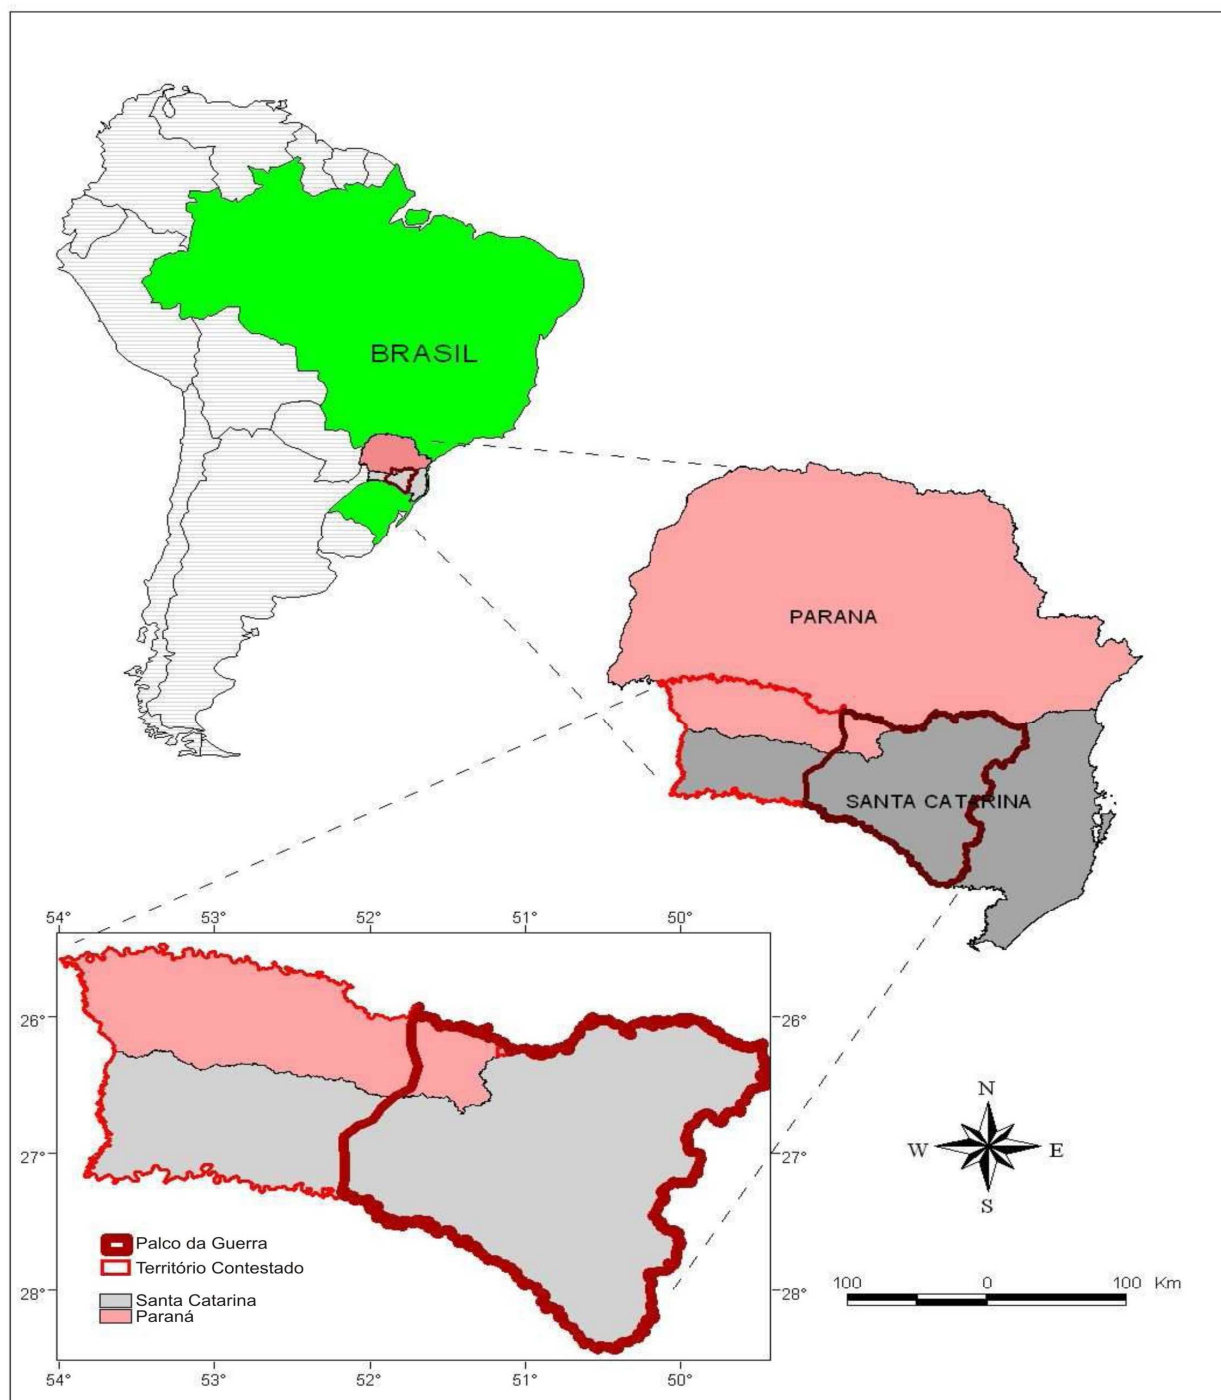 BRASIL
PARANA
SANTA CATARINA
54° 53° 52° 51° 50°
26° 26°
27° 27°
28° 28°
54° 53° 52° 51° 50°
Palco da Guerra
Território Contestado
Santa Catarina
Paraná
N
W E
S
100 0 100 Km